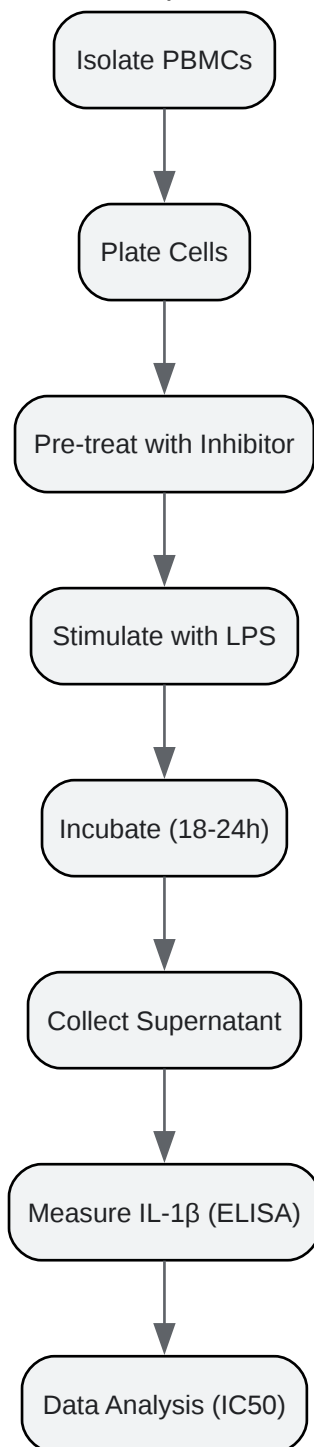 Isolate PBMCs
Plate Cells
Pre-treat with Inhibitor
Stimulate with LPS
Incubate (18-24h)
Collect Supernatant
Measure IL-1β (ELISA)
Data Analysis (IC50)